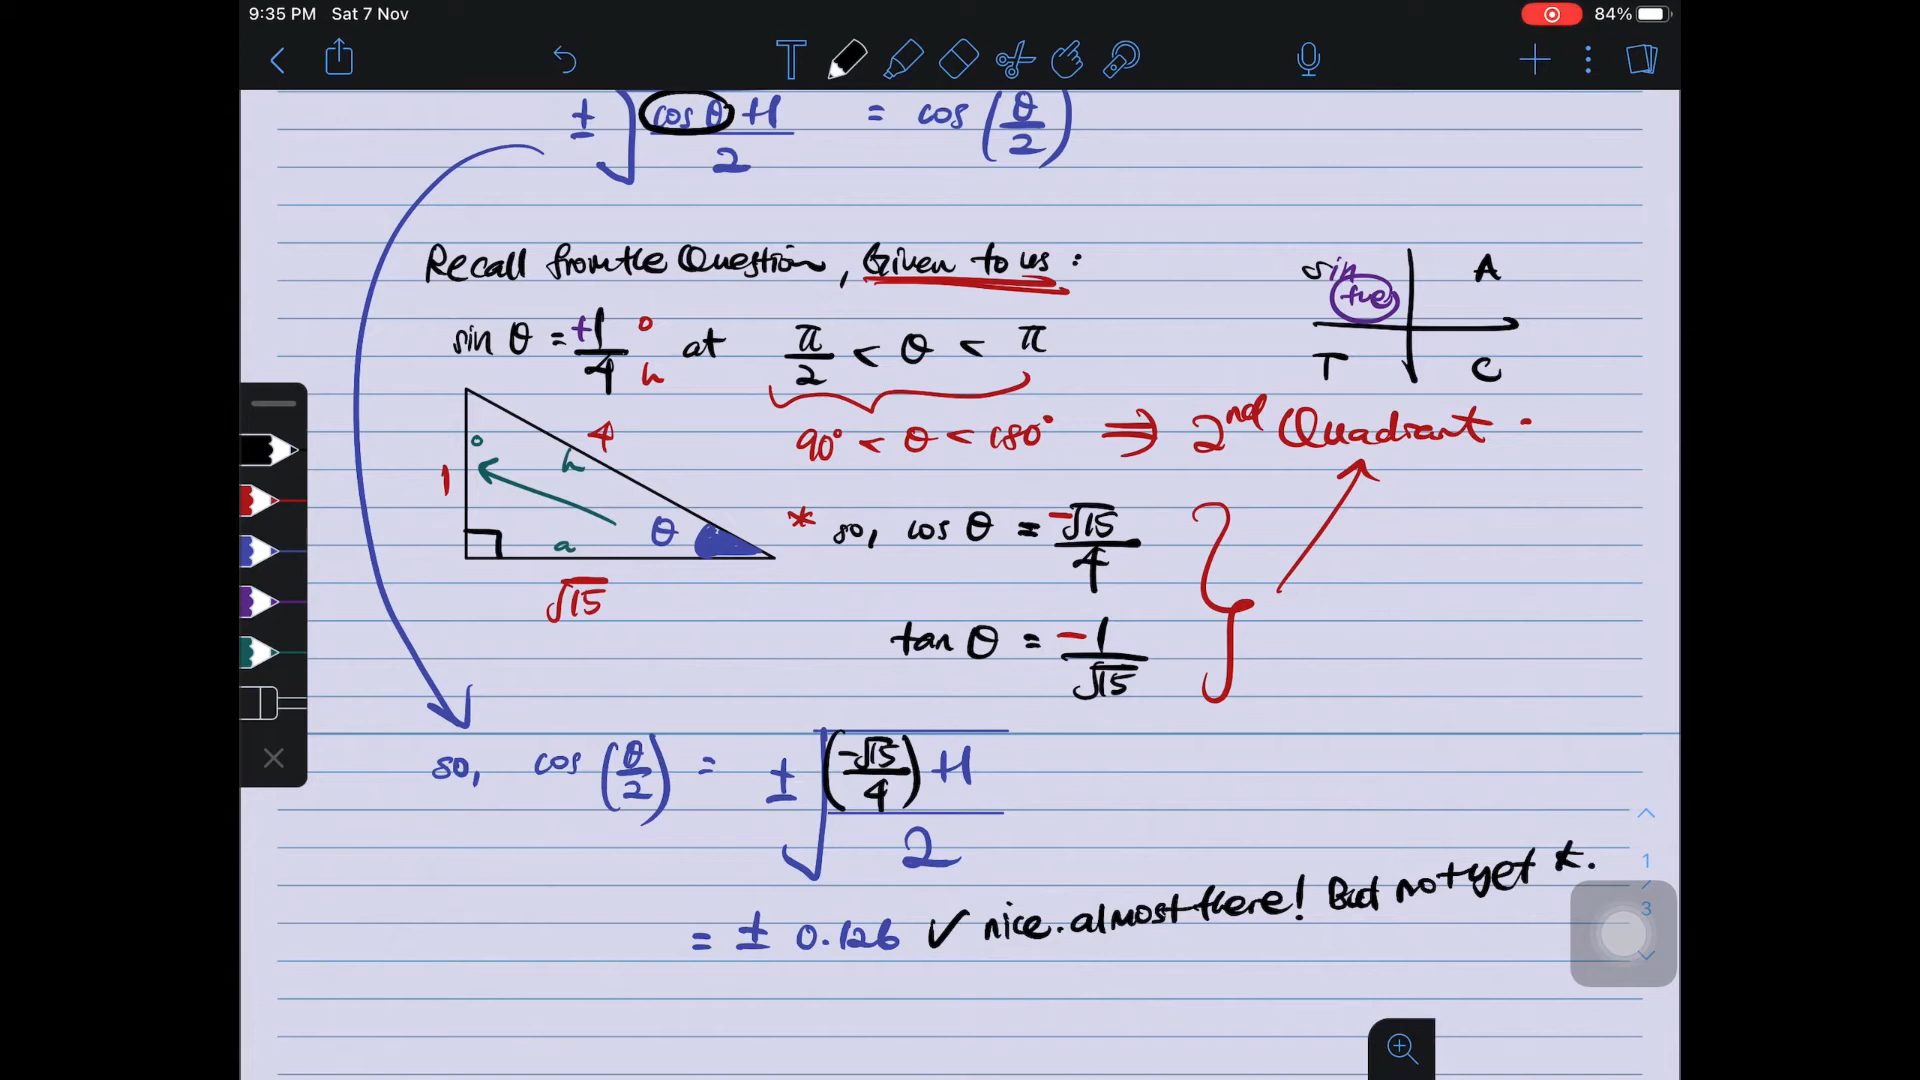 9:35 PM Sat 7 Nov 84%
± √((cos θ + 1)/2) = cos (θ/2)
Recall from the Question, Given to us :
sin θ = +1/4 o/h at π/2 < θ < π
sin +ve A
T C
90° < θ < 180° ⇒ 2nd Quadrant.
1 o h 4 a θ √15
* so, cos θ = -√15/4
tan θ = -1/√15
so, cos (θ/2) = ± √(((-√15/4) + 1)/2)
= ± 0.126 ✓ nice. almost there! But not yet
1
3